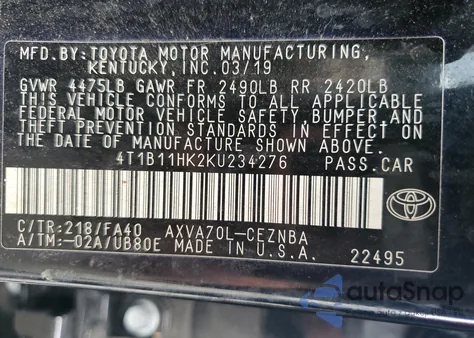 MFD.BY: TOYOTA MOTOR MANUFACTURING,
KENTUCKY, INC. 03/19
GVWR 4475LB GAWR FR 2490LB RR 2420LB
THIS VEHICLE CONFORMS TO ALL APPLICABLE
FEDERAL MOTOR VEHICLE SAFETY, BUMPER, AND
THEFT PREVENTION STANDARDS IN EFFECT ON
THE DATE OF MANUFACTURE SHOWN ABOVE.
4T1B11HK2KU234276 PASS.CAR
C/TR:218/FA40 AXVA70L-CEZNBA
A/TM:-02A/UB80E MADE IN U.S.A. 22495
autoSnap